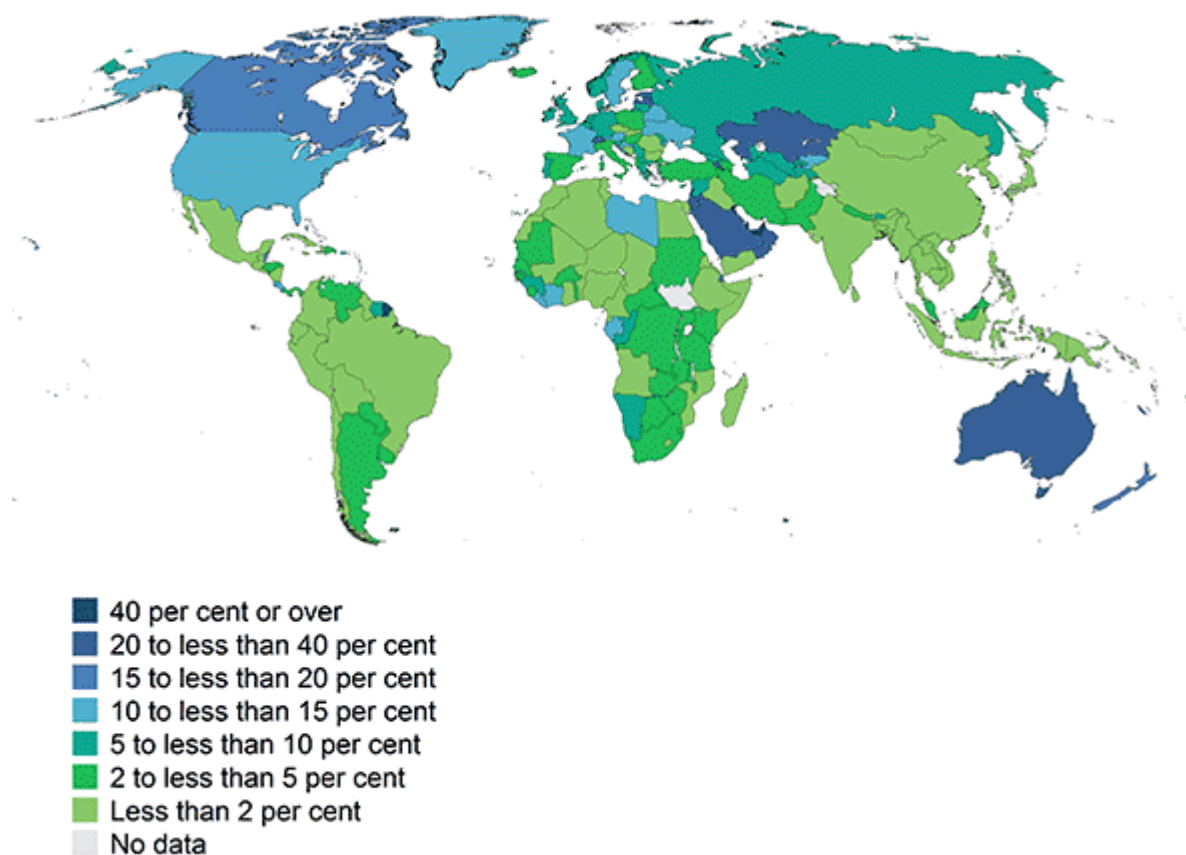 40 per cent or over
20 to less than 40 per cent
15 to less than 20 per cent
10 to less than 15 per cent
5 to less than 10 per cent
2 to less than 5 per cent
Less than 2 per cent
No data